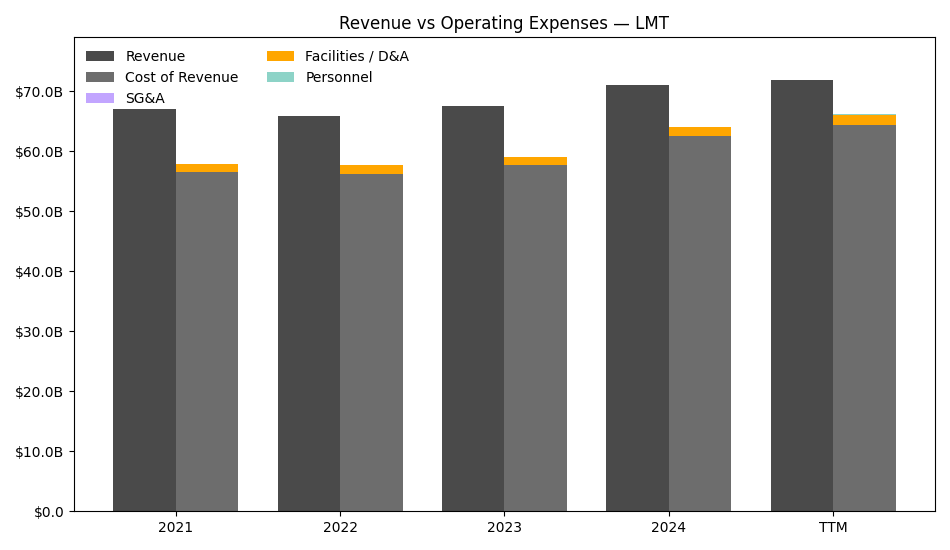 Revenue vs Operating Expenses — LMT
Revenue
Cost of Revenue
SG&A
Facilities / D&A
Personnel
$70.0B
$60.0B
$50.0B
$40.0B
$30.0B
$20.0B
$10.0B
$0.0
2021
2022
2023
2024
TTM